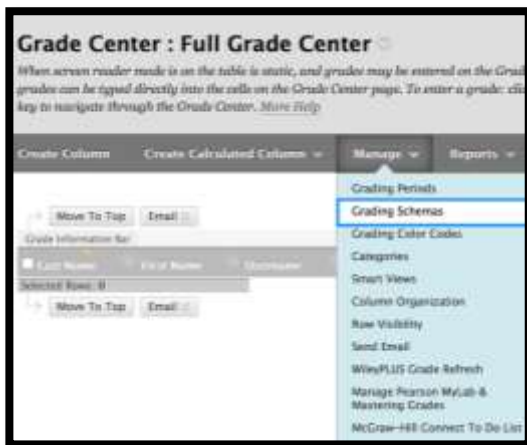 Grade Center : Full Grade Center
When screen reader mode is on the table is static, and grades may be entered on the Grad
grades can be typed directly into the cells on the Grade Center page. To enter a grade: clic
key to navigate through the Grade Center. More Help
Create Column Create Calculated Column Manage Reports
Grading Periods
Grading Schemas
Grading Color Codes
Categories
Smart Views
Column Organization
Row Visibility
Send Email
WileyPLUS Grade Refresh
Manage Pearson MyLab &
Mastering Grades
McGraw-Hill Connect To Do List
Move To Top Email
Grade Information Bar
Last Name First Name Username
Selected Rows: 0
Move To Top Email